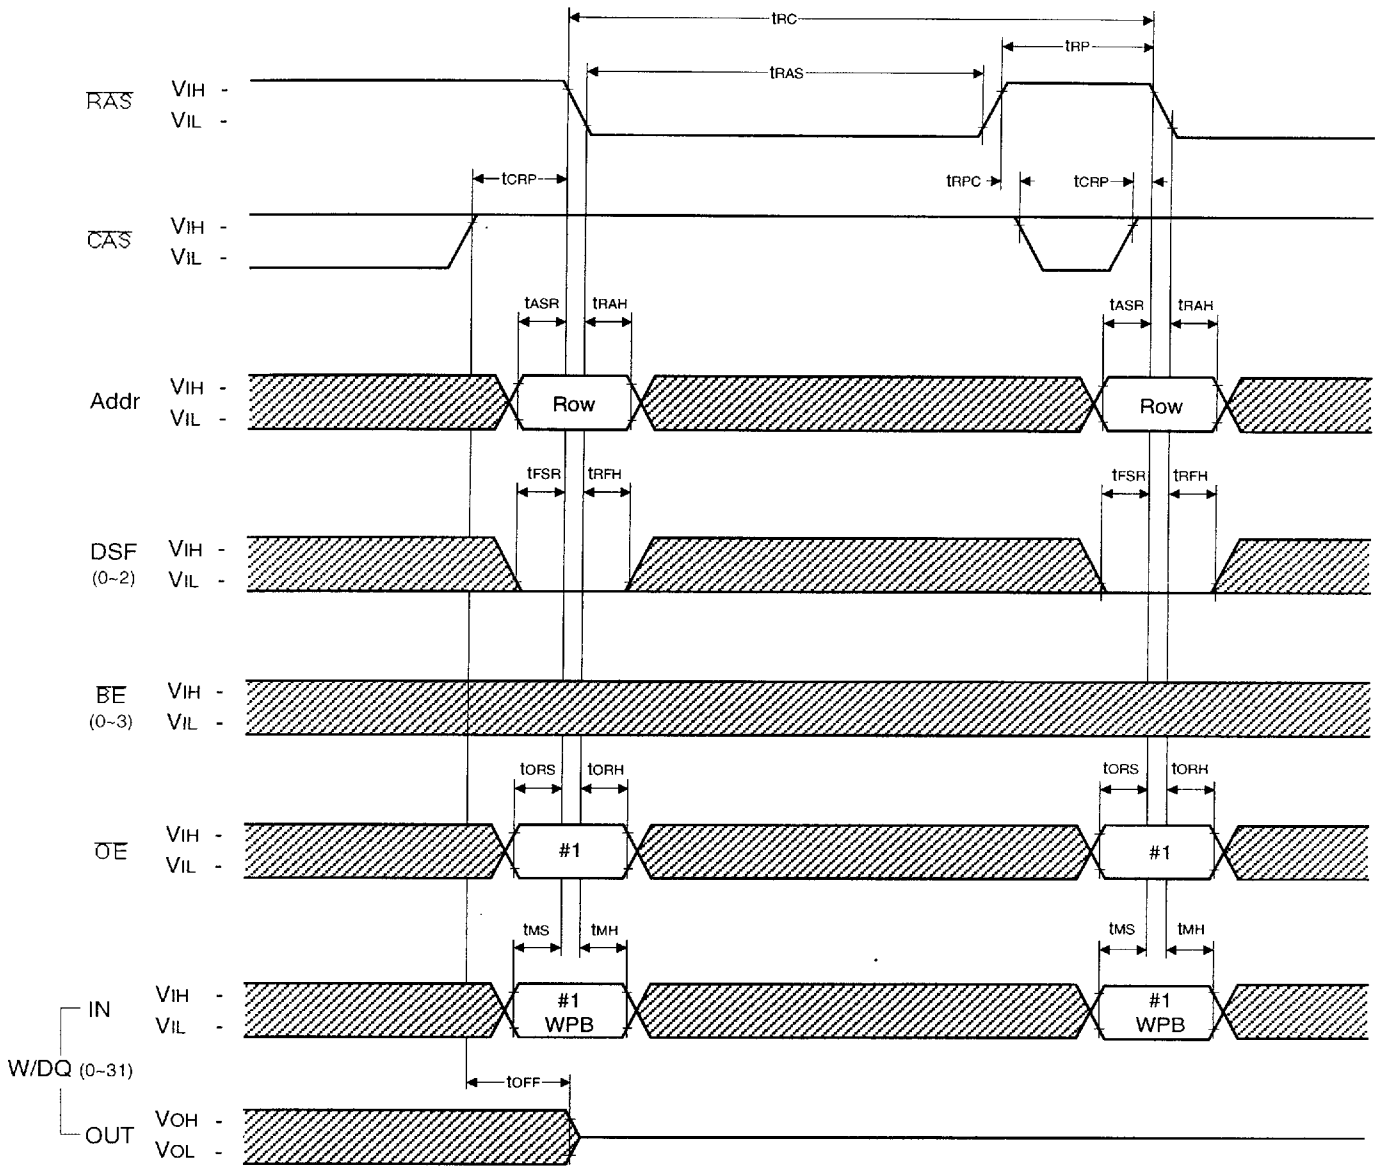 tRC
tRP
tRAS
RAS VIH -
VIL -
tCRP tRPC tCRP
CAS VIH -
VIL -
tASR tRAH tASR tRAH
Addr VIH - Row Row
VIL -
tFSR tRFH tFSR tRFH
DSF VIH -
(0~2) VIL -
BE VIH -
(0~3) VIL -
tORS tORH tORS tORH
OE VIH - #1 #1
VIL -
tMS tMH tMS tMH
IN VIH - #1 #1
VIL - WPB WPB
W/DQ (0~31)
tOFF
OUT VOH -
VOL -